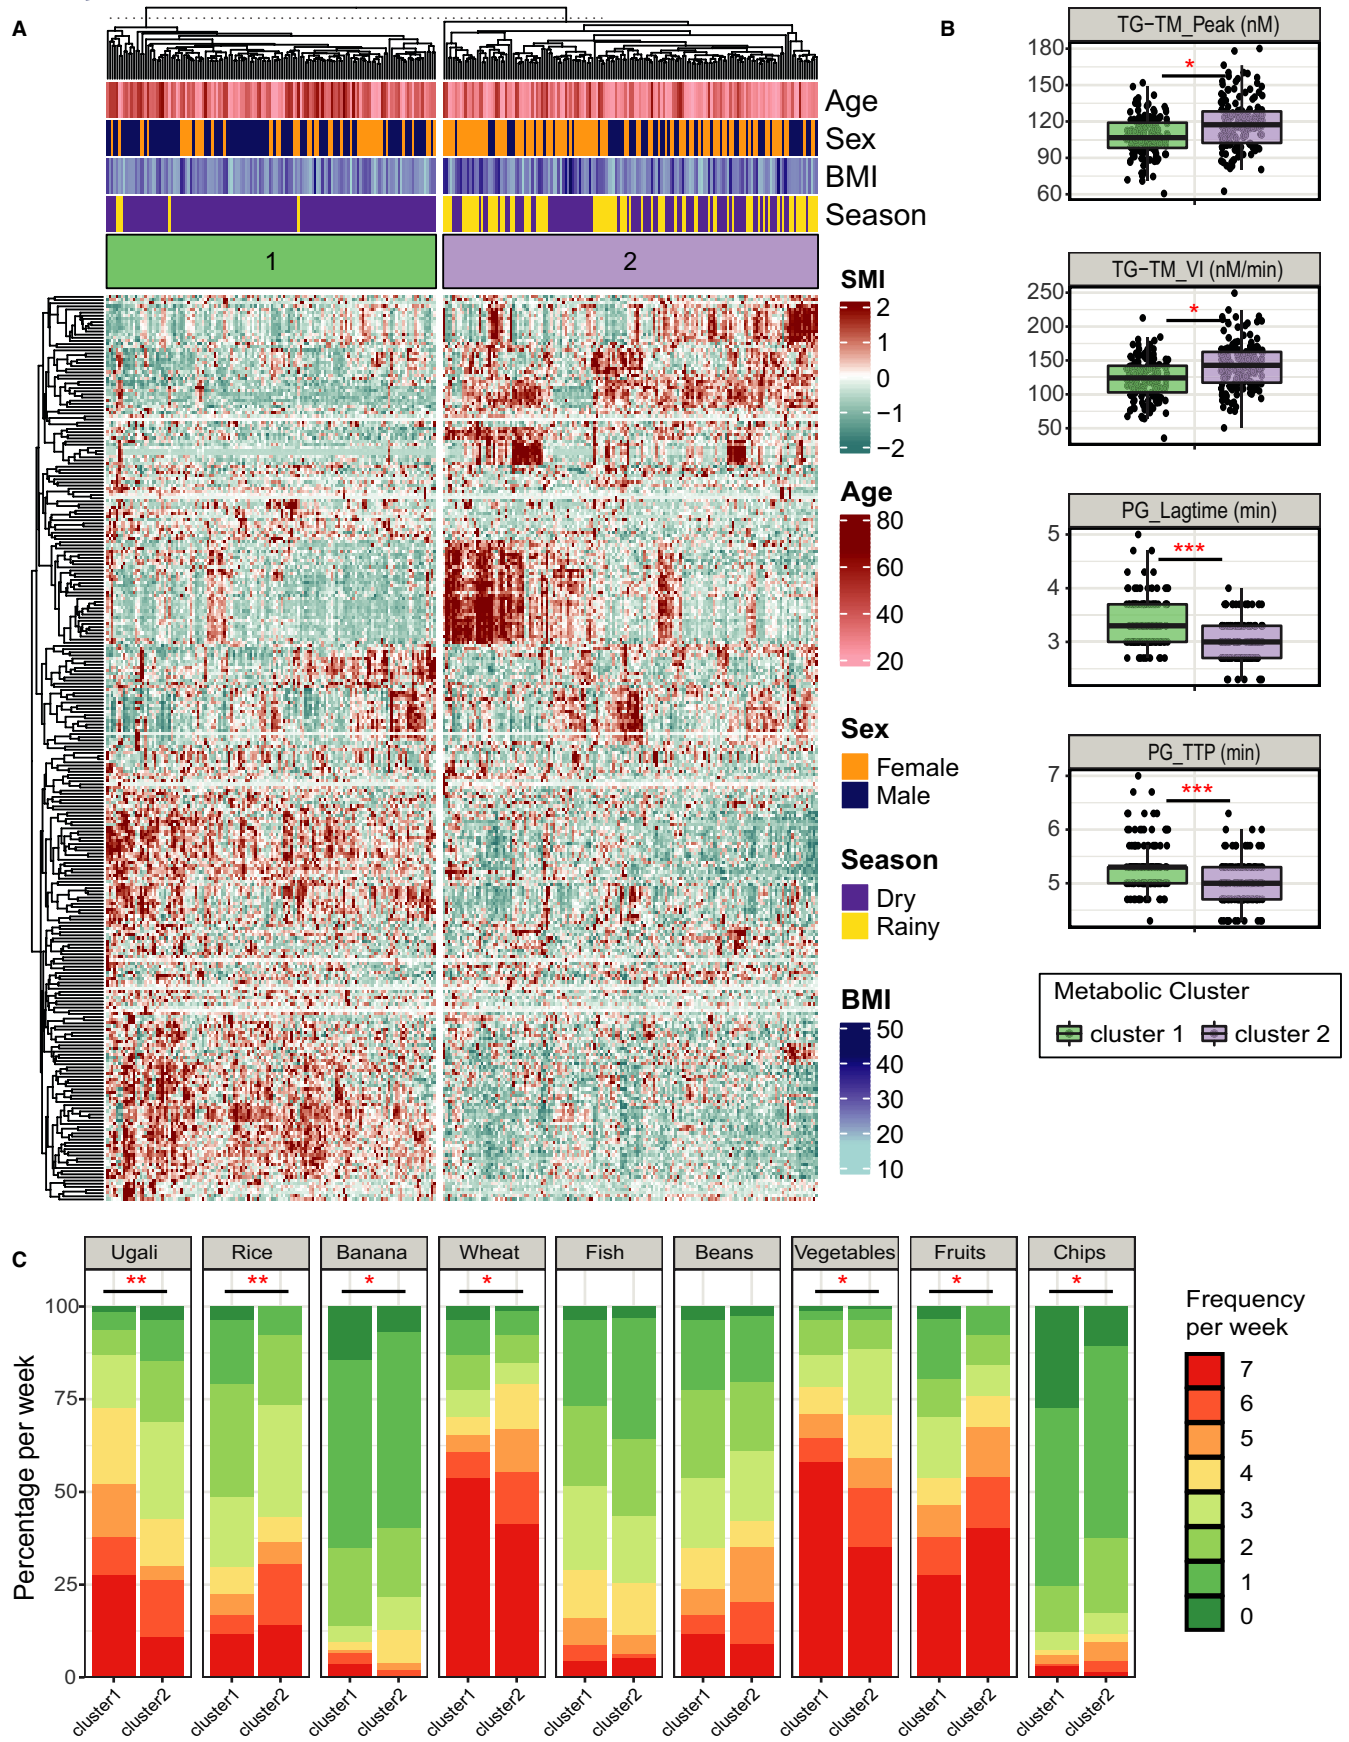 A
Age
Sex
BMI
Season
1
2
SMI
2
1
0
−1
−2
Age
80
60
40
20
Sex
Female
Male
Season
Dry
Rainy
BMI
50
40
30
20
10
B
TG−TM_Peak (nM)
180
150
120
90
60
*
TG−TM_VI (nM/min)
250
200
150
100
50
*
PG_Lagtime (min)
5
4
3
***
PG_TTP (min)
7
6
5
***
Metabolic Cluster
cluster 1
cluster 2
C
Ugali
Rice
Banana
Wheat
Fish
Beans
Vegetables
Fruits
Chips
**
**
*
*
*
*
*
Percentage per week
100
75
50
25
0
cluster1
cluster2
cluster1
cluster2
cluster1
cluster2
cluster1
cluster2
cluster1
cluster2
cluster1
cluster2
cluster1
cluster2
cluster1
cluster2
cluster1
cluster2
Frequency
per week
7
6
5
4
3
2
1
0